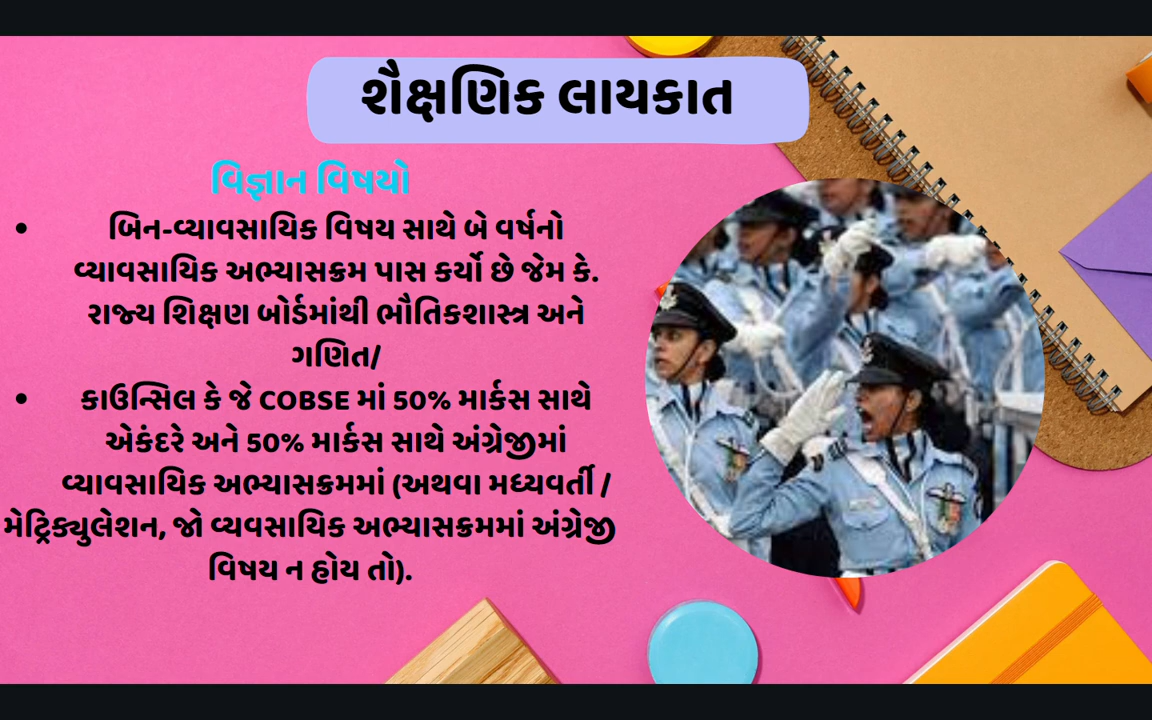 શૈક્ષણિક લાયકાત
વિજ્ઞાન વિષયો
• બિન-વ્યાવસાયિક વિષય સાથે બે વર્ષનો
વ્યાવસાયિક અભ્યાસક્રમ પાસ કર્યો છે જેમ કે.
રાજ્ય શિક્ષણ બોર્ડમાંથી ભૌતિકશાસ્ત્ર અને
ગણિત/
• કાઉન્સિલ કે જે COBSE માં 50% માર્કસ સાથે
એકંદરે અને 50% માર્કસ સાથે અંગ્રેજીમાં
વ્યાવસાયિક અભ્યાસક્રમમાં (અથવા મધ્યવર્તી /
મેટ્રિક્યુલેશન, જો વ્યવસાયિક અભ્યાસક્રમમાં અંગ્રેજી
વિષય ન હોય તો).